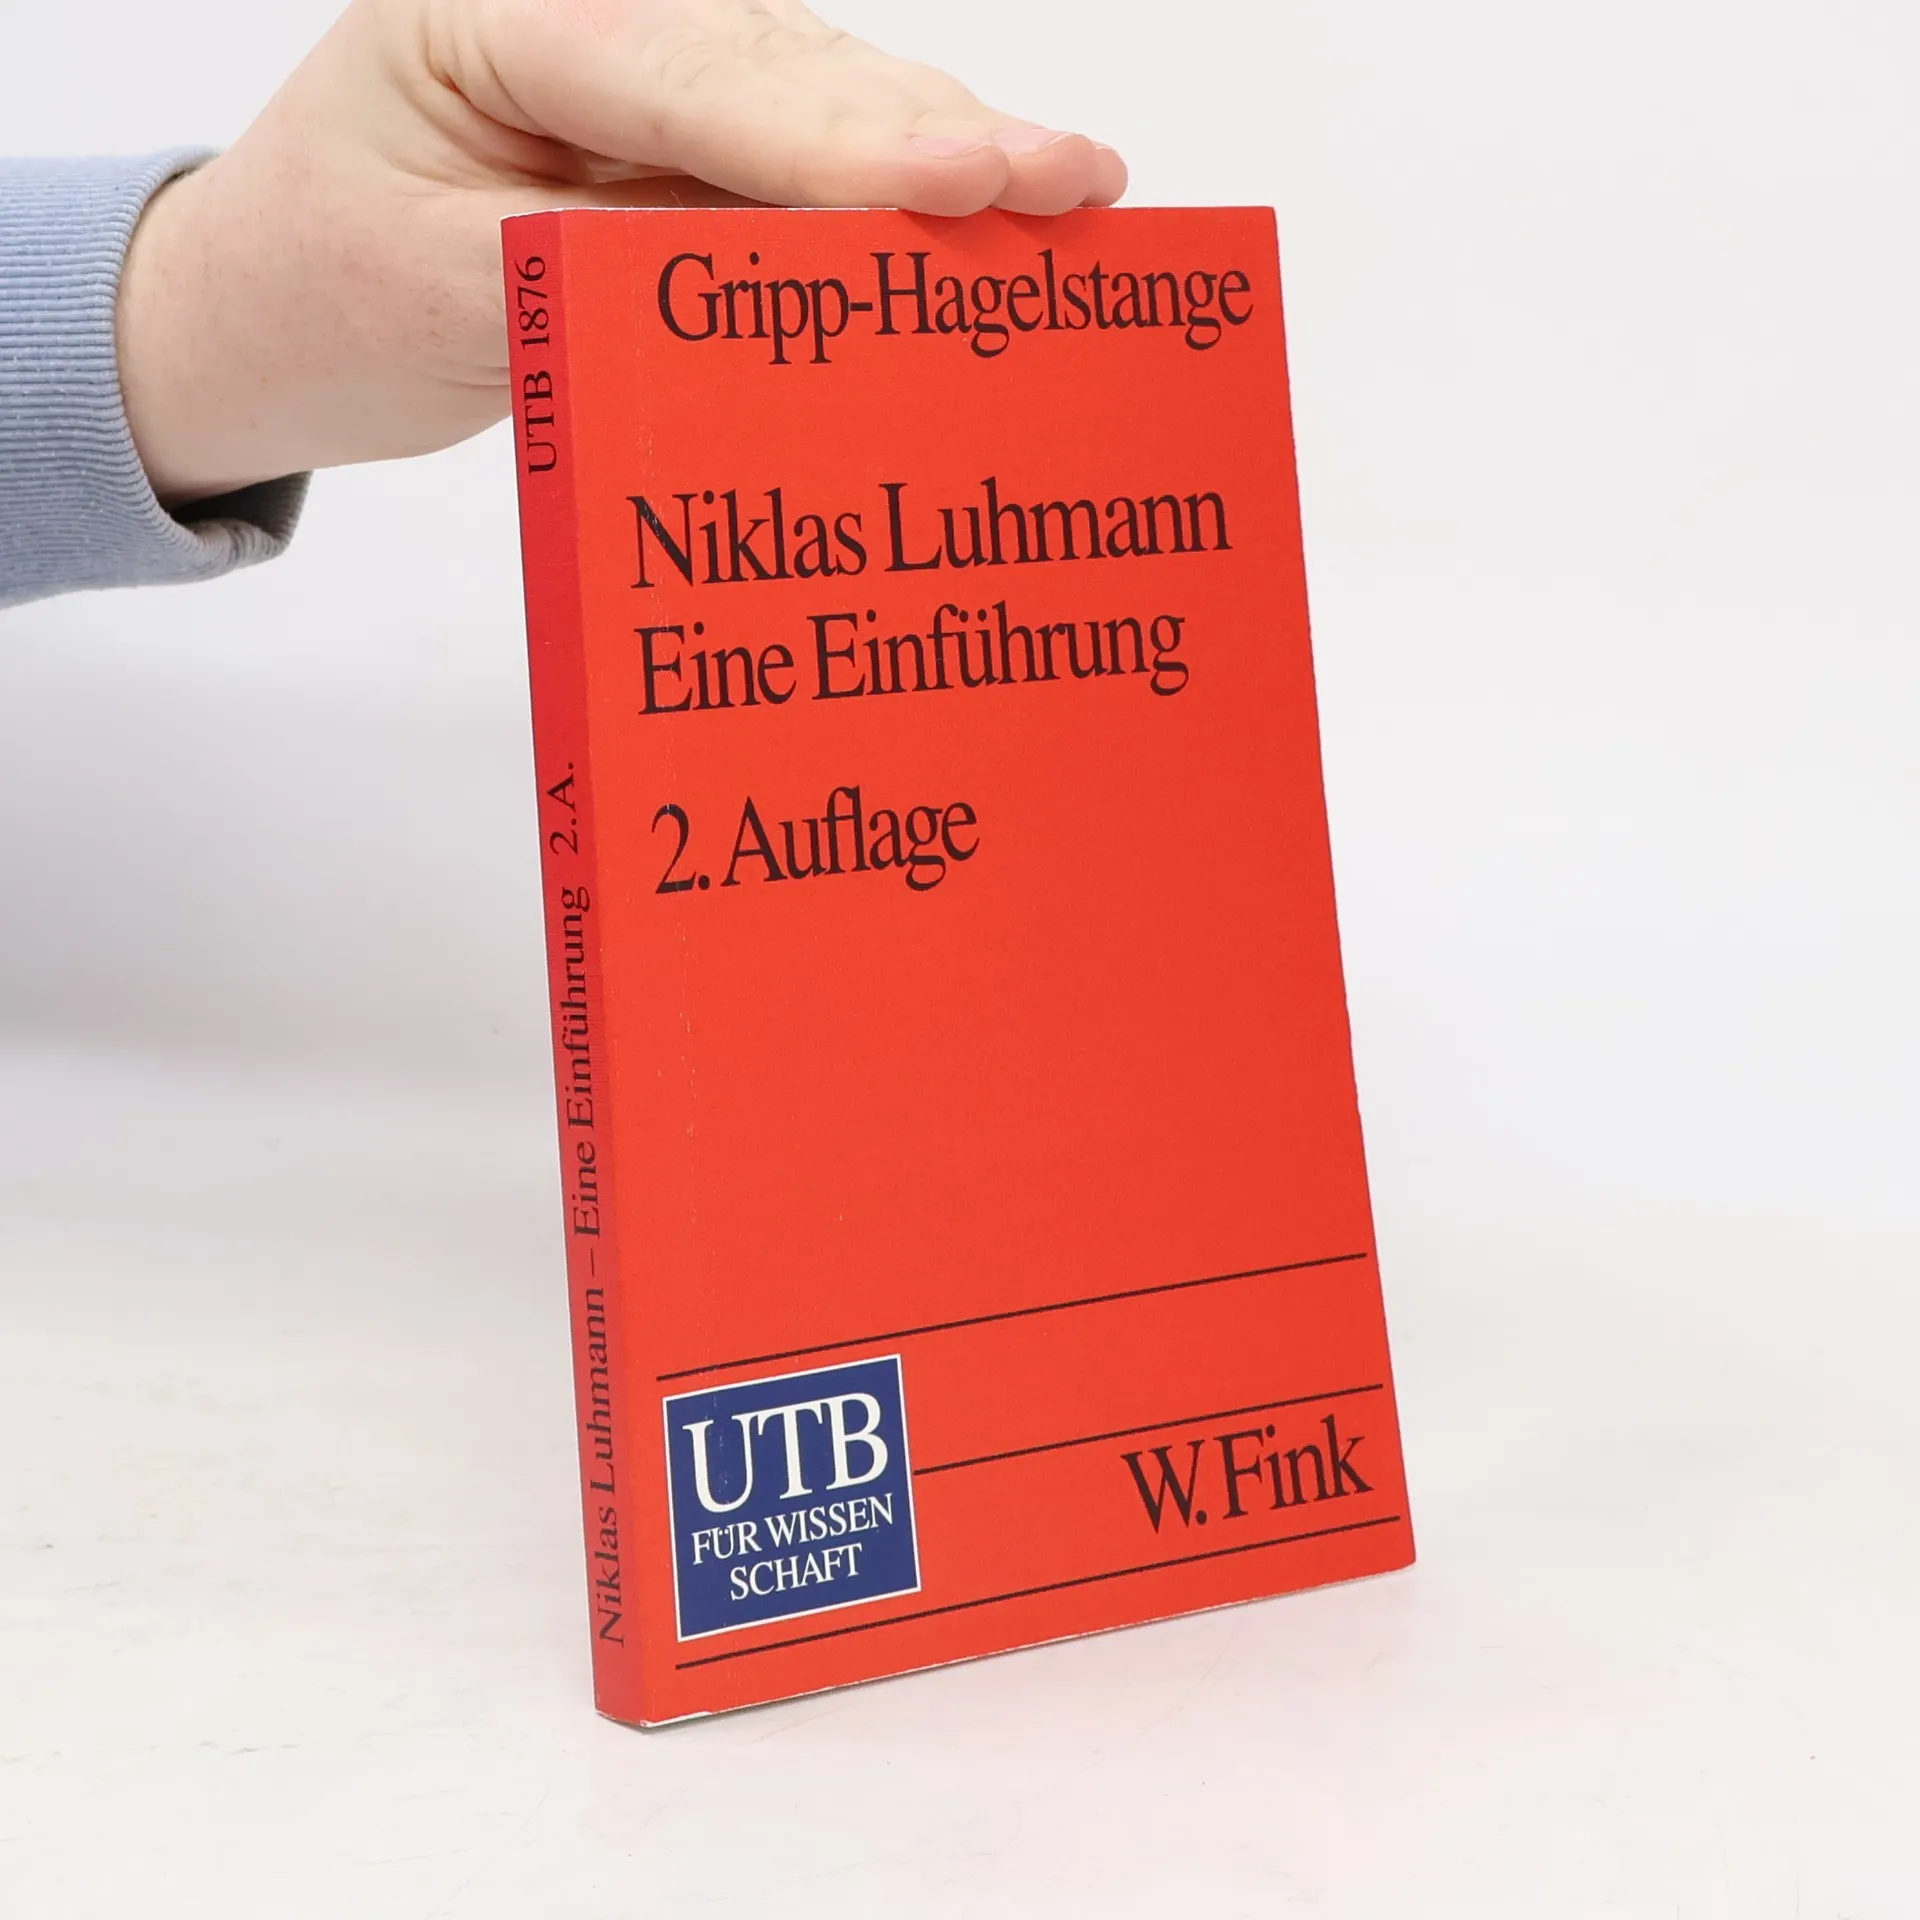 Gripp-Hagelstange
Niklas Luhmann
Eine Einführung
2. Auflage
UTB
FÜR WISSEN
SCHAFT
W. Fink
Niklas Luhmann – Eine Einführung 2. A. UTB 1876